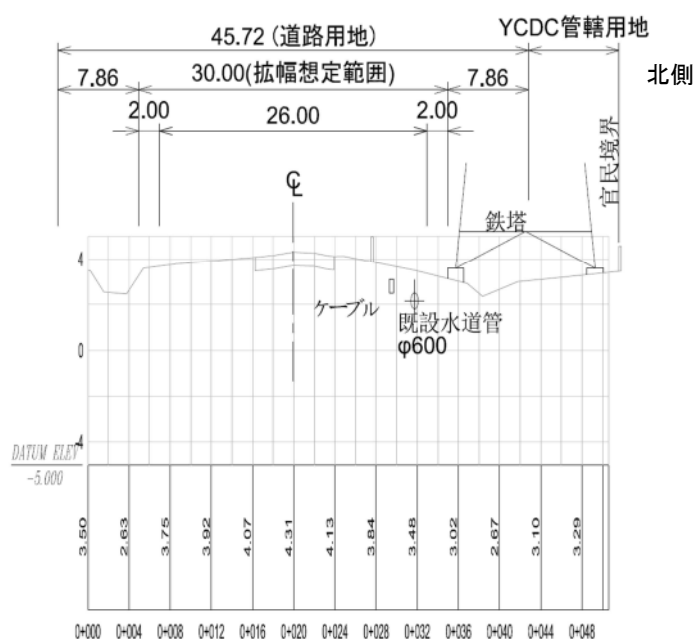 45.72 (道路用地)
YCDC管轄用地
7.86
30.00(拡幅想定範囲)
7.86
北側
2.00
26.00
2.00
官民境界
℄
鉄塔
4
ケーブル
既設水道管
φ600
0
-4
DATUM ELEV
-5.000
3.50 2.63 3.75 3.92 4.07 4.31 4.13 3.84 3.48 3.02 2.67 3.10 3.29
0+000 0+004 0+008 0+012 0+016 0+020 0+024 0+028 0+032 0+036 0+040 0+044 0+048